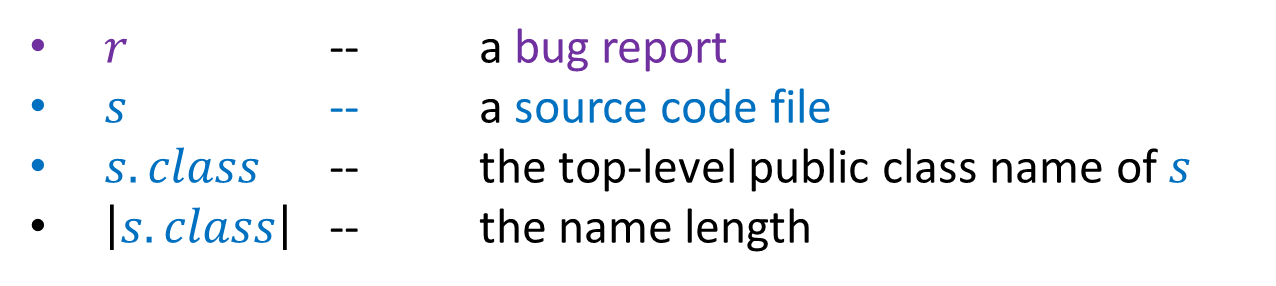 • r -- a bug report
• s -- a source code file
• s.class -- the top-level public class name of s
• |s.class| -- the name length